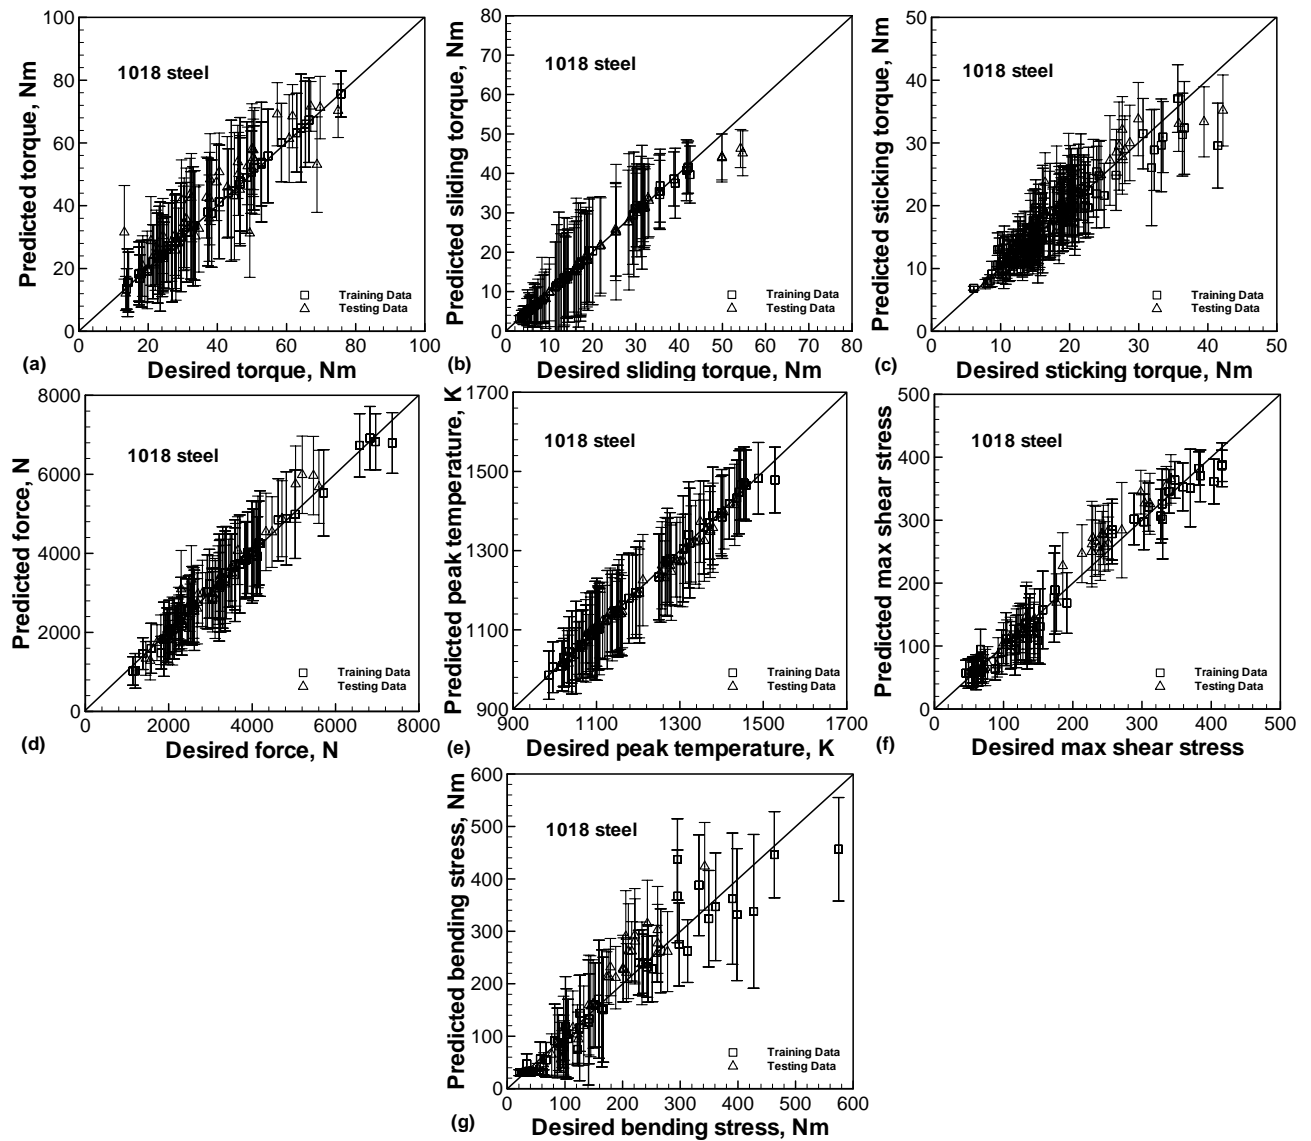 100
80
60
40
20
0
0 20 40 60 80 100
Predicted torque, Nm
1018 steel
Training Data
Testing Data
(a) Desired torque, Nm
80
70
60
50
40
30
20
10
0
0 10 20 30 40 50 60 70 80
Predicted sliding torque, Nm
1018 steel
Training Data
Testing Data
(b) Desired sliding torque, Nm
50
40
30
20
10
0
0 10 20 30 40 50
Predicted sticking torque, Nm
1018 steel
Training Data
Testing Data
(c) Desired sticking torque, Nm
8000
6000
4000
2000
0
0 2000 4000 6000 8000
Predicted force, N
1018 steel
Training Data
Testing Data
(d) Desired force, N
1700
1500
1300
1100
900
900 1100 1300 1500 1700
Predicted peak temperature, K
1018 steel
Training Data
Testing Data
(e) Desired peak temperature, K
500
400
300
200
100
0
0 100 200 300 400 500
Predicted max shear stress
1018 steel
Training Data
Testing Data
(f) Desired max shear stress
600
500
400
300
200
100
0
0 100 200 300 400 500 600
Predicted bending stress, Nm
1018 steel
Training Data
Testing Data
(g) Desired bending stress, Nm